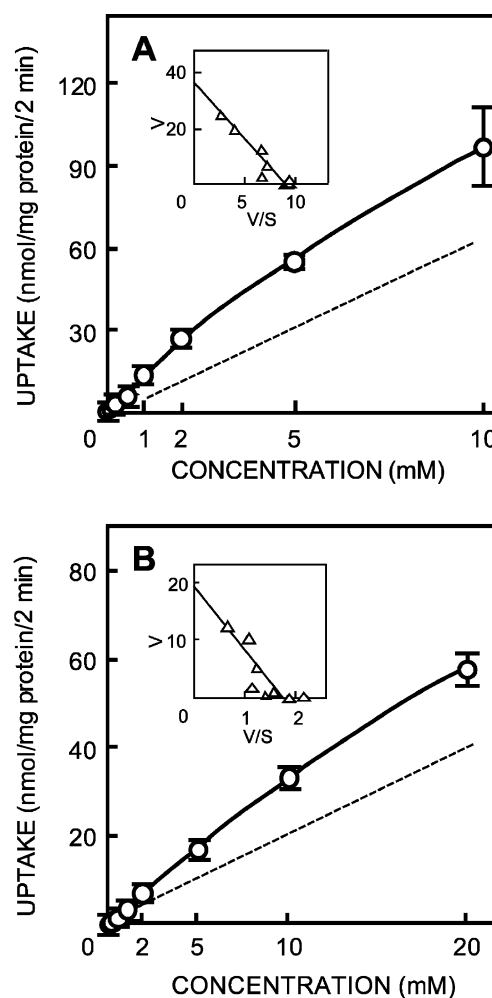 A
UPTAKE (nmol/mg protein/2 min)
120
90
60
30
0
1
2
5
10
CONCENTRATION (mM)
V
40
20
0
5
10
V/S
B
UPTAKE (nmol/mg protein/2 min)
80
60
40
20
0
2
5
10
20
CONCENTRATION (mM)
V
20
10
0
1
2
V/S